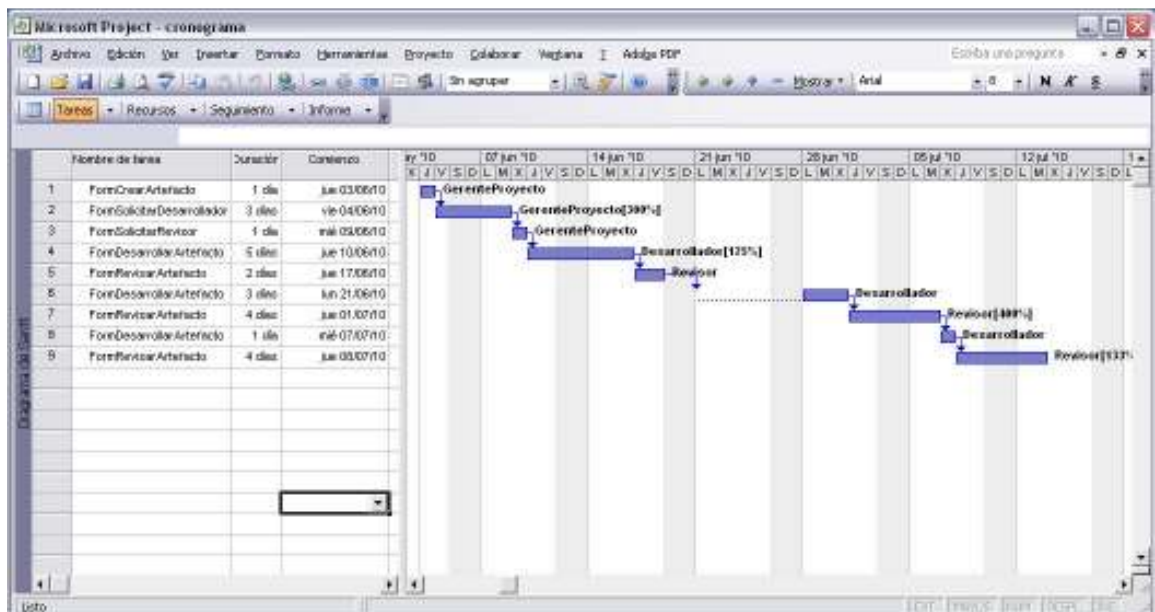 Microsoft Project - cronograma
Archivo Edición Ver Insertar Formato Herramientas Proyecto Colaborar Ventana ? Adobe PDF Escriba una pregunta
Sin agrupar Mostrar Arial 8 N K S
Tareas Recursos Seguimiento Informe
Nombre de tarea Duración Comienzo
ay '10 07 jun '10 14 jun '10 21 jun '10 28 jun '10 05 jul '10 12 jul '10 1
X J V S D L M X J V S D L M X J V S D L M X J V S D L M X J V S D L M X J V S D L M X J V S D L
1 FormCrearArtefacto 1 día jue 03/06/10 GerenteProyecto
2 FormSolicitarDesarrollador 3 días vie 04/06/10 GerenteProyecto[300%]
3 FormSolicitarRevisor 1 día mié 09/06/10 GerenteProyecto
4 FormDesarrollarArtefacto 5 días jue 10/06/10 Desarrollador[125%]
5 FormRevisarArtefacto 2 días jue 17/06/10 Revisor
6 FormDesarrollarArtefacto 3 días lun 21/06/10 Desarrollador
7 FormRevisarArtefacto 4 días jue 01/07/10 Revisor[400%]
8 FormDesarrollarArtefacto 1 día mié 07/07/10 Desarrollador
9 FormRevisarArtefacto 4 días jue 08/07/10 Revisor[133%
Diagrama de Gantt
Listo EXT